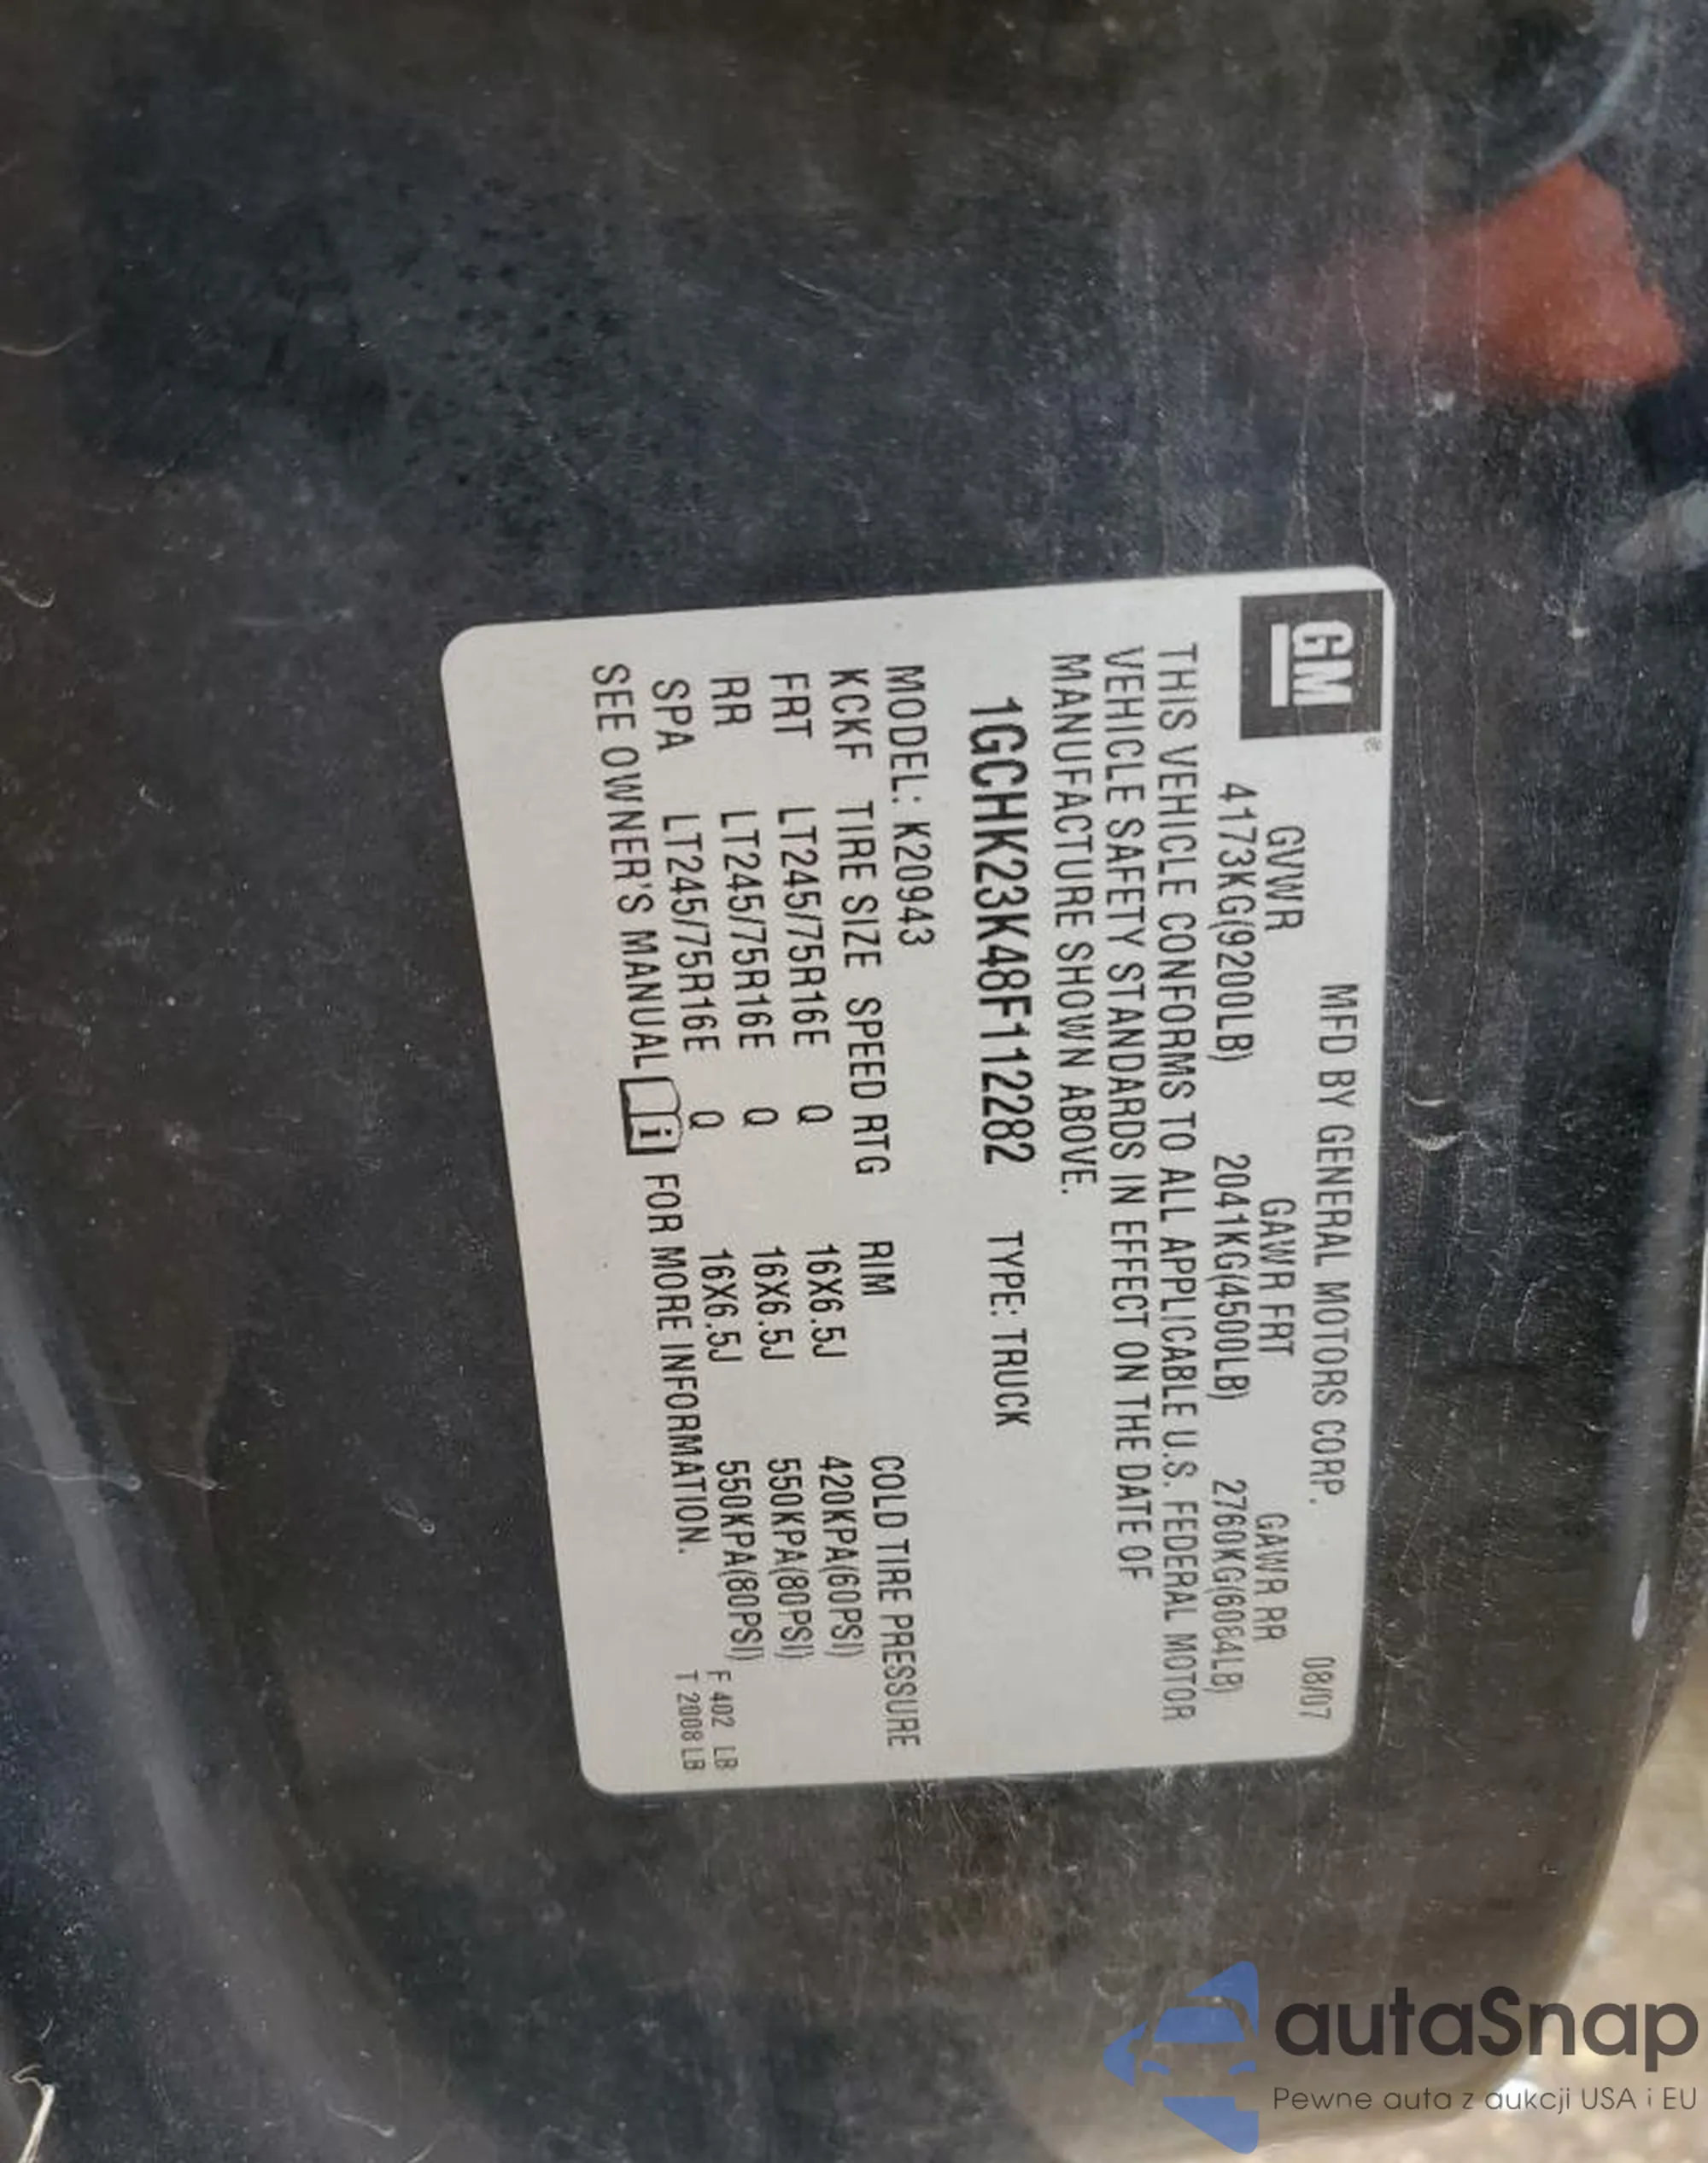 GM
MFD BY GENERAL MOTORS CORP. 08/07
GVWR GAWR FRT GAWR RR
4173KG(9200LB) 2041KG(4500LB) 2760KG(6084LB)
THIS VEHICLE CONFORMS TO ALL APPLICABLE U.S. FEDERAL MOTOR
VEHICLE SAFETY STANDARDS IN EFFECT ON THE DATE OF
MANUFACTURE SHOWN ABOVE.
1GCHK23K48F112282 TYPE: TRUCK
MODEL: K20943
KCKF TIRE SIZE SPEED RTG RIM COLD TIRE PRESSURE
FRT LT245/75R16E Q 16X6.5J 420KPA(60PSI)
RR LT245/75R16E Q 16X6.5J 550KPA(80PSI)
SPA LT245/75R16E Q 16X6.5J 550KPA(80PSI)
SEE OWNER'S MANUAL i FOR MORE INFORMATION.
F 402 LB
T 2008 LB
autaSnap
Pewne auta z aukcji USA i EU